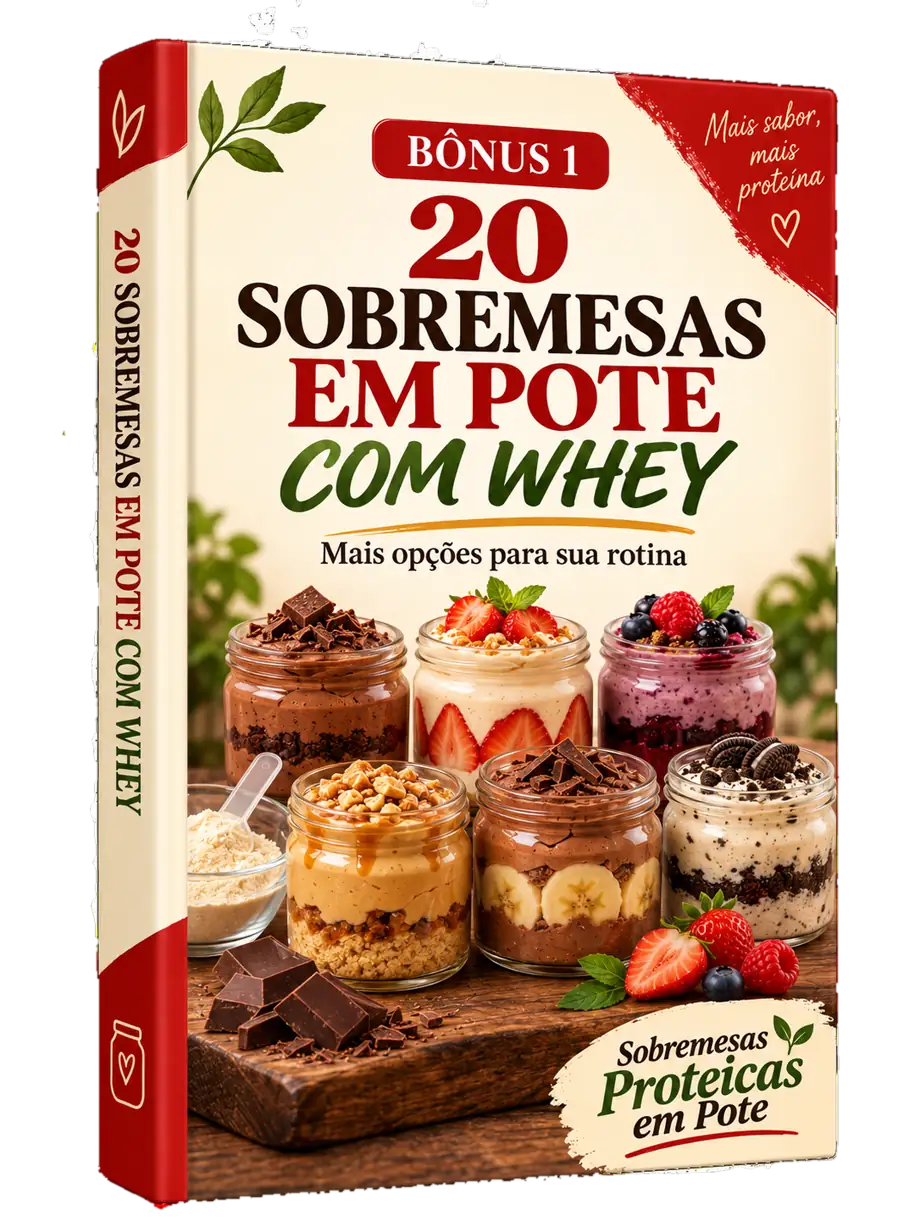 20 SOBREMESAS EM POTE COM WHEY
BÔNUS 1
Mais sabor,
mais
proteína
20
SOBREMESAS
EM POTE
COM WHEY
Mais opções para sua rotina
Sobremesas
Proteicas
em Pote